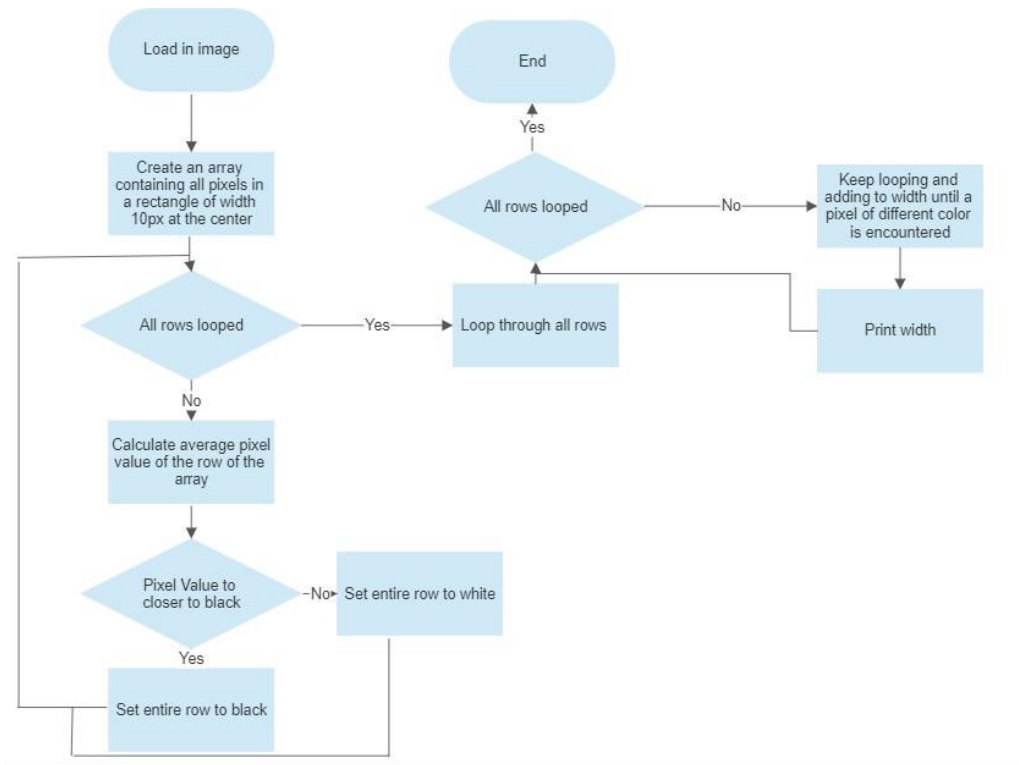 Load in image
Create an array
containing all pixels in
a rectangle of width
10px at the center
All rows looped
Yes
No
Calculate average pixel
value of the row of the
array
Pixel Value to
closer to black
No
Set entire row to white
Yes
Set entire row to black
Loop through all rows
All rows looped
Yes
End
No
Keep looping and
adding to width until a
pixel of different color
is encountered
Print width